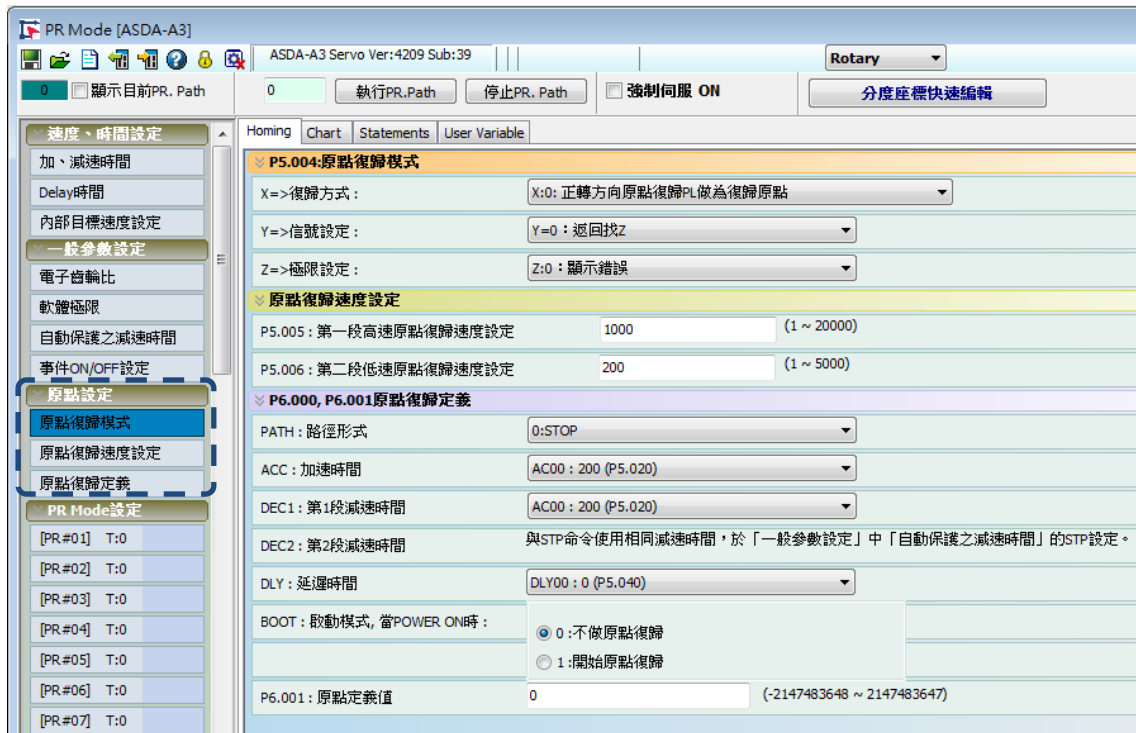 PR Mode [ASDA-A3]
ASDA-A3 Servo Ver:4209 Sub:39
Rotary
0 顯示目前PR. Path 0 執行PR.Path 停止PR. Path 強制伺服 ON 分度座標快速編輯
速度、時間設定
加、減速時間
Delay時間
內部目標速度設定
一般參數設定
電子齒輪比
軟體極限
自動保護之減速時間
事件ON/OFF設定
原點設定
原點復歸模式
原點復歸速度設定
原點復歸定義
PR Mode設定
[PR#01] T:0
[PR#02] T:0
[PR#03] T:0
[PR#04] T:0
[PR#05] T:0
[PR#06] T:0
[PR#07] T:0
Homing Chart Statements User Variable
P5.004:原點復歸模式
X=>復歸方式 : X:0: 正轉方向原點復歸PL做為復歸原點
Y=>信號設定 : Y=0：返回找Z
Z=>極限設定 : Z:0：顯示錯誤
原點復歸速度設定
P5.005 : 第一段高速原點復歸速度設定 1000 (1 ~ 20000)
P5.006 : 第二段低速原點復歸速度設定 200 (1 ~ 5000)
P6.000, P6.001原點復歸定義
PATH : 路徑形式 0:STOP
ACC : 加速時間 AC00 : 200 (P5.020)
DEC1 : 第1段減速時間 AC00 : 200 (P5.020)
DEC2 : 第2段減速時間 與STP命令使用相同減速時間，於「一般參數設定」中「自動保護之減速時間」的STP設定。
DLY : 延遲時間 DLY00 : 0 (P5.040)
BOOT : 啟動模式, 當POWER ON時 : 0 :不做原點復歸
1 :開始原點復歸
P6.001 : 原點定義值 0 (-2147483648 ~ 2147483647)